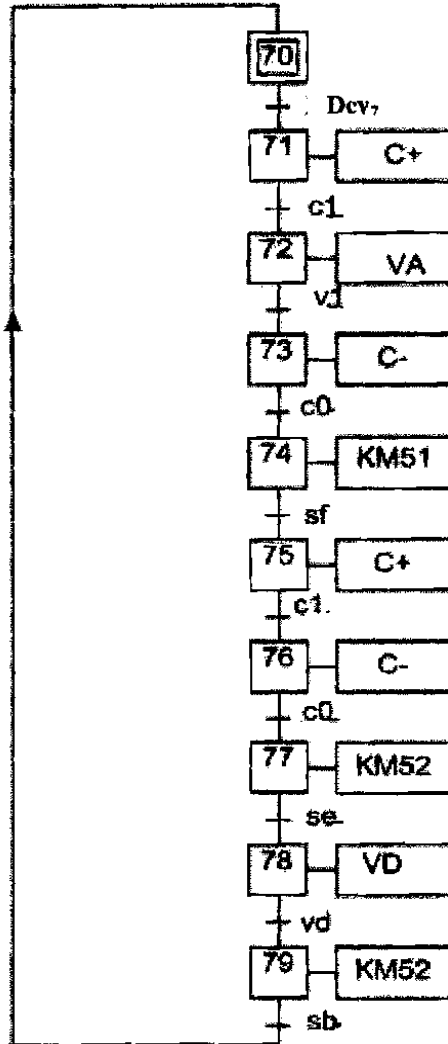 70
Dcy₇
71 C+
c1
72 VA
v1
73 C-
c0
74 KM51
sf
75 C+
c1
76 C-
c0
77 KM52
se
78 VD
vd
79 KM52
sb